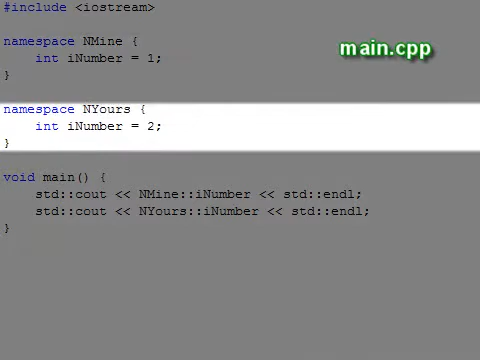 #include <iostream>
main.cpp
namespace NMine {
    int iNumber = 1;
}
namespace NYours {
    int iNumber = 2;
}
void main() {
    std::cout << NMine::iNumber << std::endl;
    std::cout << NYours::iNumber << std::endl;
}